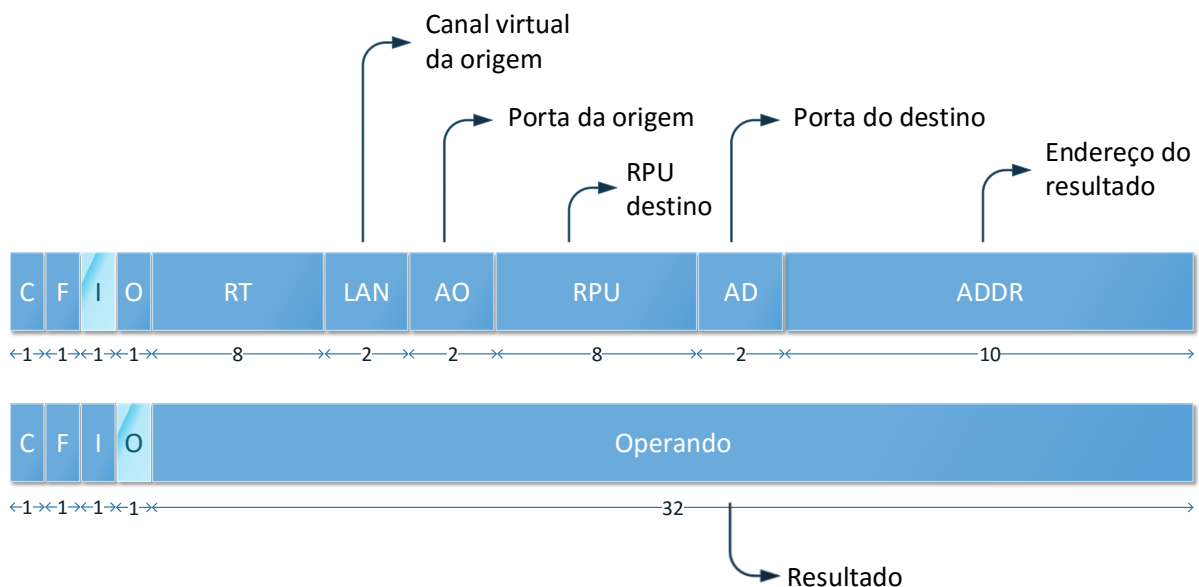 Canal virtual
da origem
Porta da origem
Porta do destino
RPU
destino
Endereço do
resultado
C F I O RT LAN AO RPU AD ADDR
1 1 1 1 8 2 2 8 2 10
C F I O Operando
1 1 1 1 32
Resultado